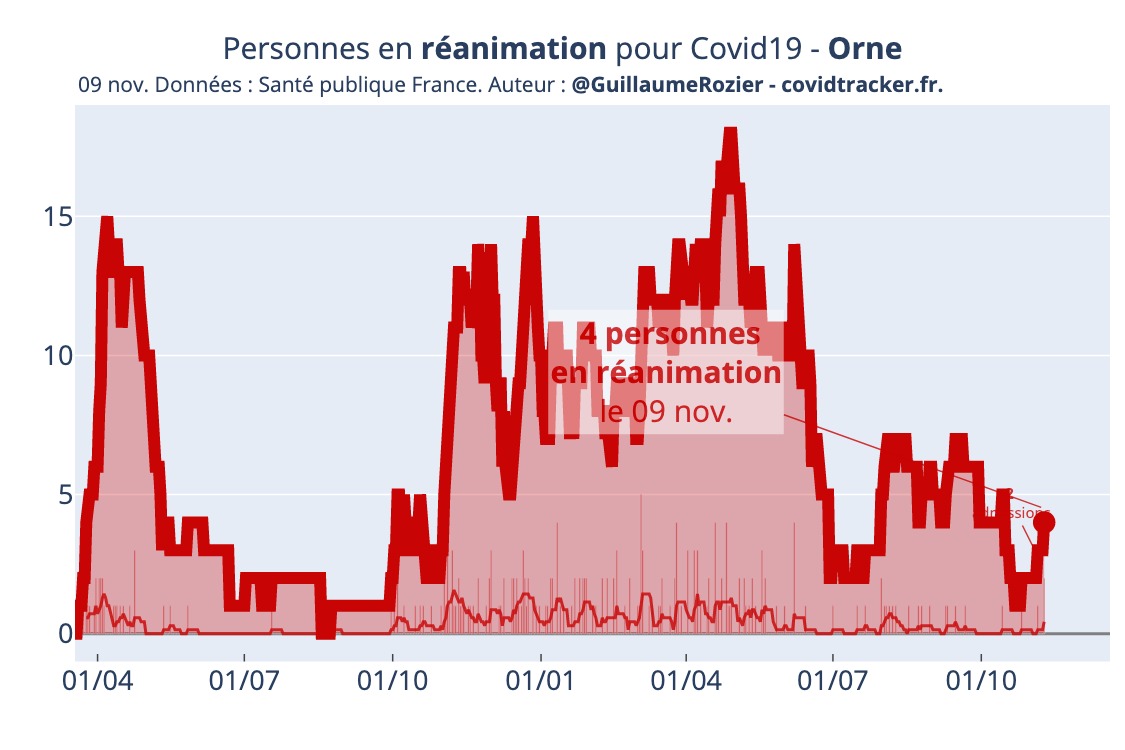 Personnes en réanimation pour Covid19 - Orne
09 nov. Données : Santé publique France. Auteur : @GuillaumeRozier - covidtracker.fr.
15
10
5
0
4 personnes
en réanimation
le 09 nov.
2
admissions
01/04
01/07
01/10
01/01
01/04
01/07
01/10